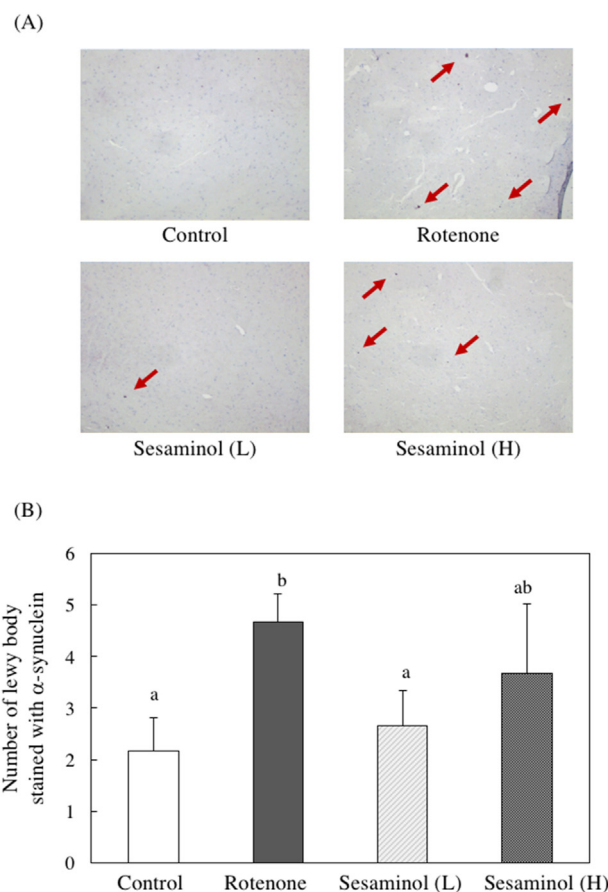 (A)
Control
Rotenone
Sesaminol (L)
Sesaminol (H)
(B)
Number of lewy body
stained with α-synuclein
6
5
4
3
2
1
0
a
b
a
ab
Control
Rotenone
Sesaminol (L)
Sesaminol (H)